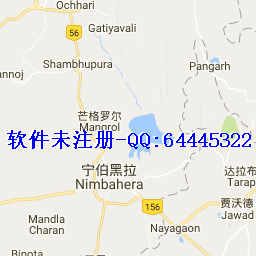 Ochhari
56
Gatiyavali
Shambhupura
Pangarh
芒格罗尔
Mangrol
软件未注册-QQ:64445322
宁伯黑拉
Nimbahera
达拉布
Tarap
156
贾沃德
Jawad
Mandla
Charan
Nayagaon
Binota